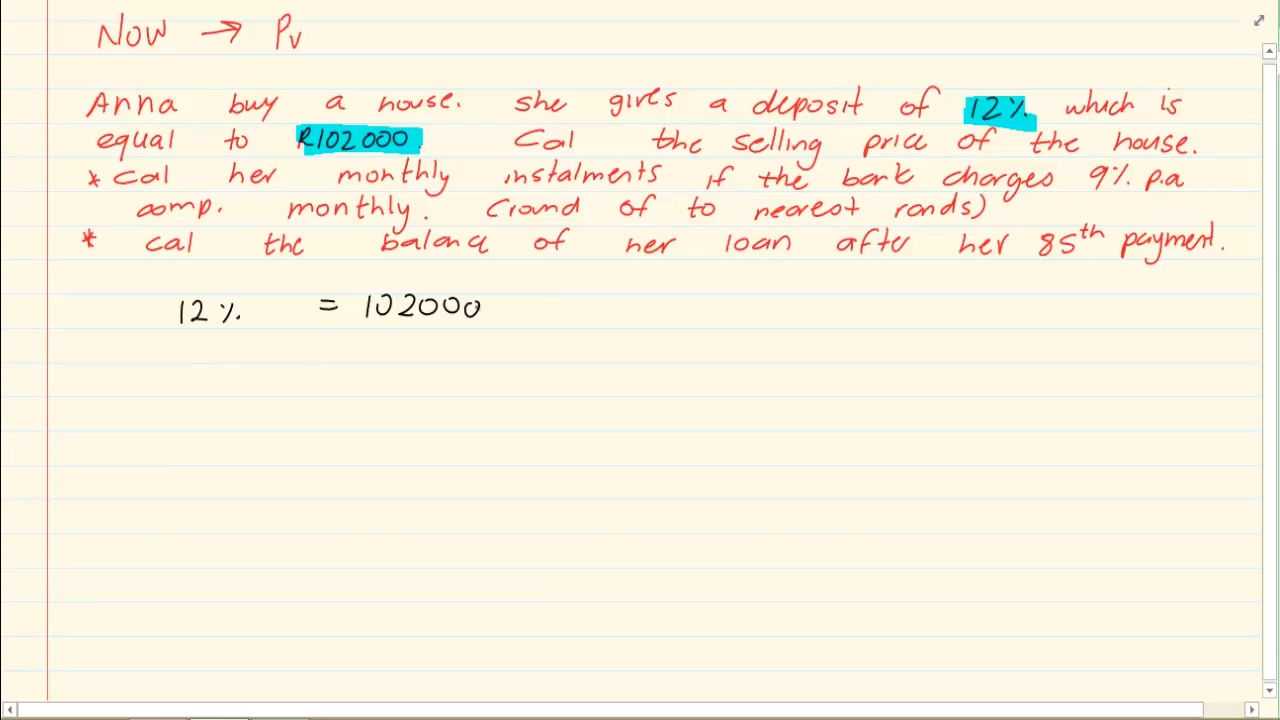 Now → Pv
Anna buy a house. she gives a deposit of 12% which is
equal to R102000 Cal the selling price of the house.
* Cal her monthly instalments if the bank charges 9% p.a
comp. monthly. (round of to nearest rands)
* cal the balance of her loan after her 85th payment.
12% = 102000